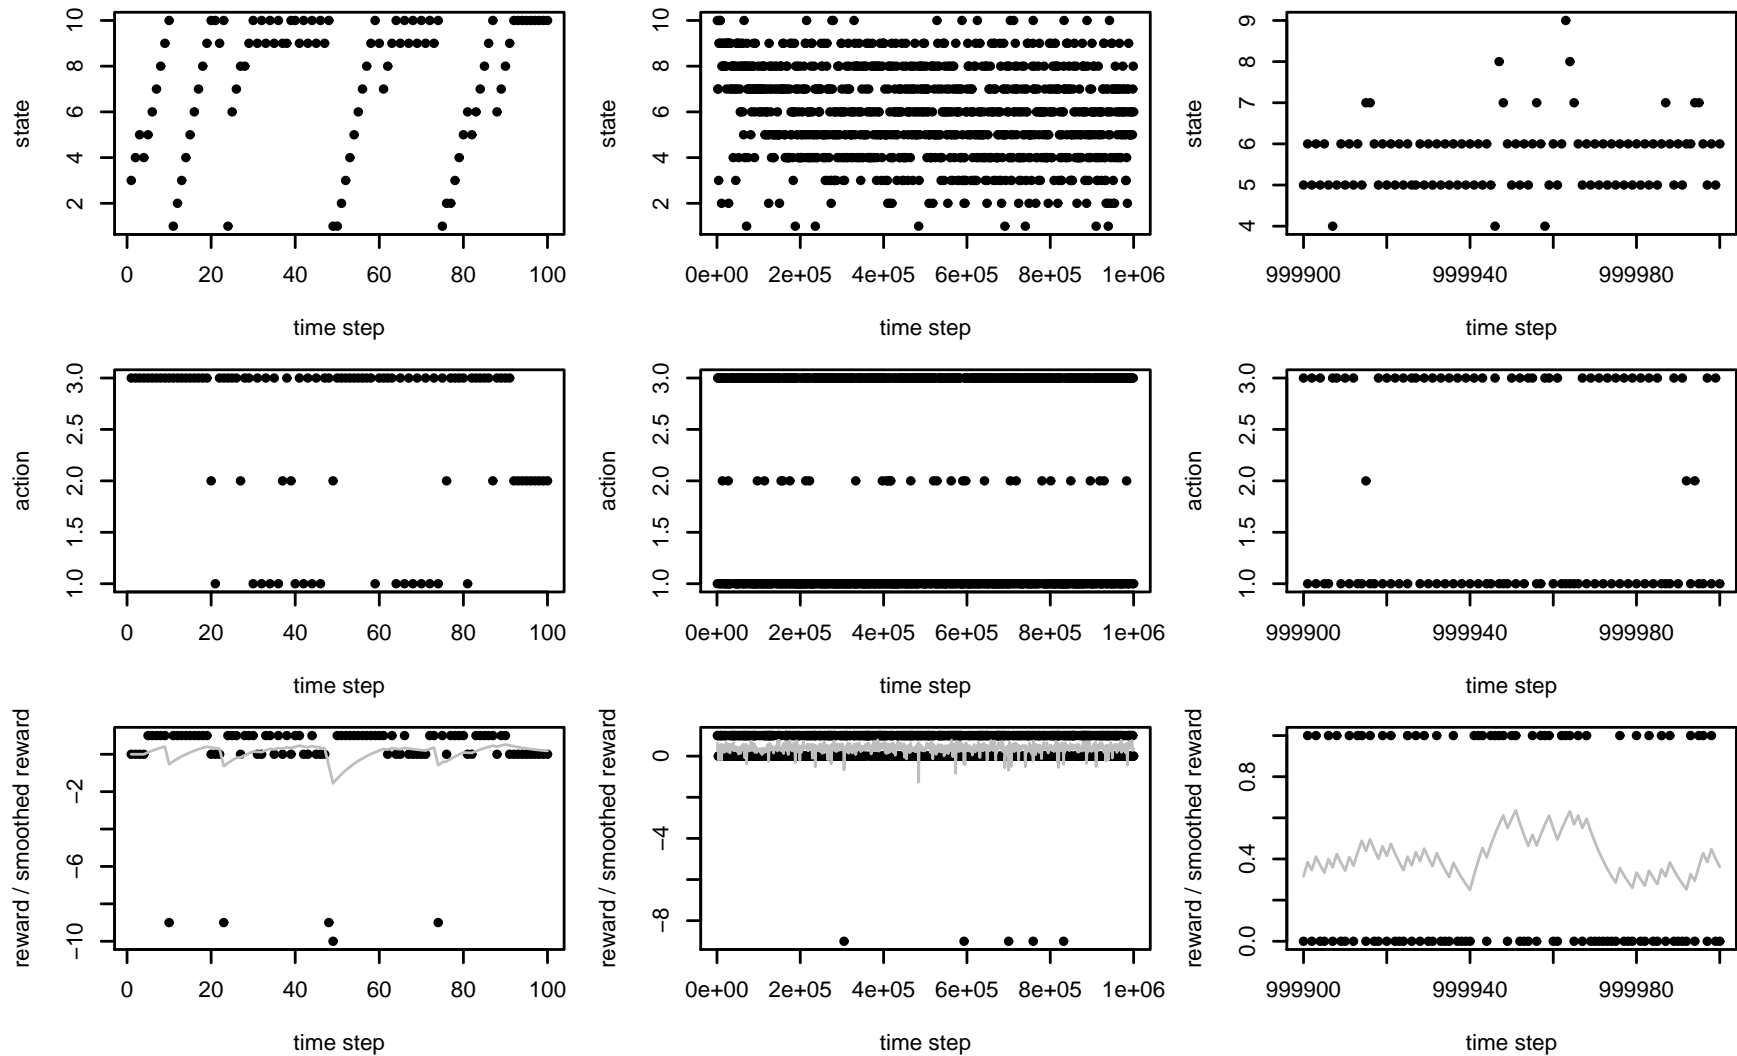 state
10
8
6
4
2
0 20 40 60 80 100
time step
state
10
8
6
4
2
0e+00 2e+05 4e+05 6e+05 8e+05 1e+06
time step
state
9
8
7
6
5
4
999900 999940 999980
time step
action
3.0
2.5
2.0
1.5
1.0
0 20 40 60 80 100
time step
action
3.0
2.5
2.0
1.5
1.0
0e+00 2e+05 4e+05 6e+05 8e+05 1e+06
time step
action
3.0
2.5
2.0
1.5
1.0
999900 999940 999980
time step
reward / smoothed reward
−2
−6
−10
0 20 40 60 80 100
time step
reward / smoothed reward
0
−4
−8
0e+00 2e+05 4e+05 6e+05 8e+05 1e+06
time step
reward / smoothed reward
0.8
0.4
0.0
999900 999940 999980
time step